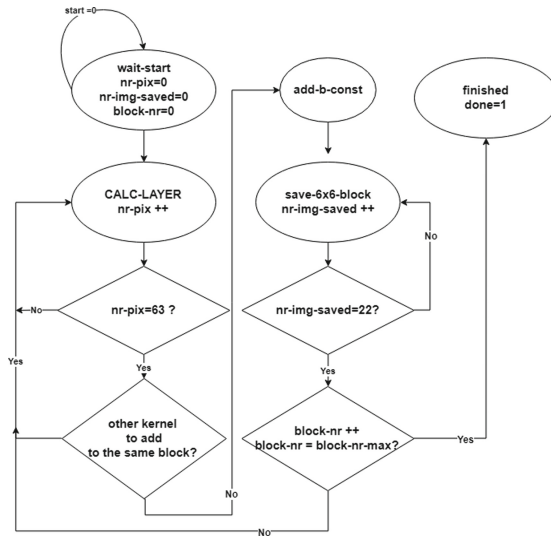 start =0
wait-start
nr-pix=0
nr-img-saved=0
block-nr=0
CALC-LAYER
nr-pix ++
nr-pix=63 ?
No
Yes
Yes
other kernel
to add
to the same block?
No
add-b-const
save-6x6-block
nr-img-saved ++
No
nr-img-saved=22?
Yes
block-nr ++
block-nr = block-nr-max?
Yes
No
finished
done=1